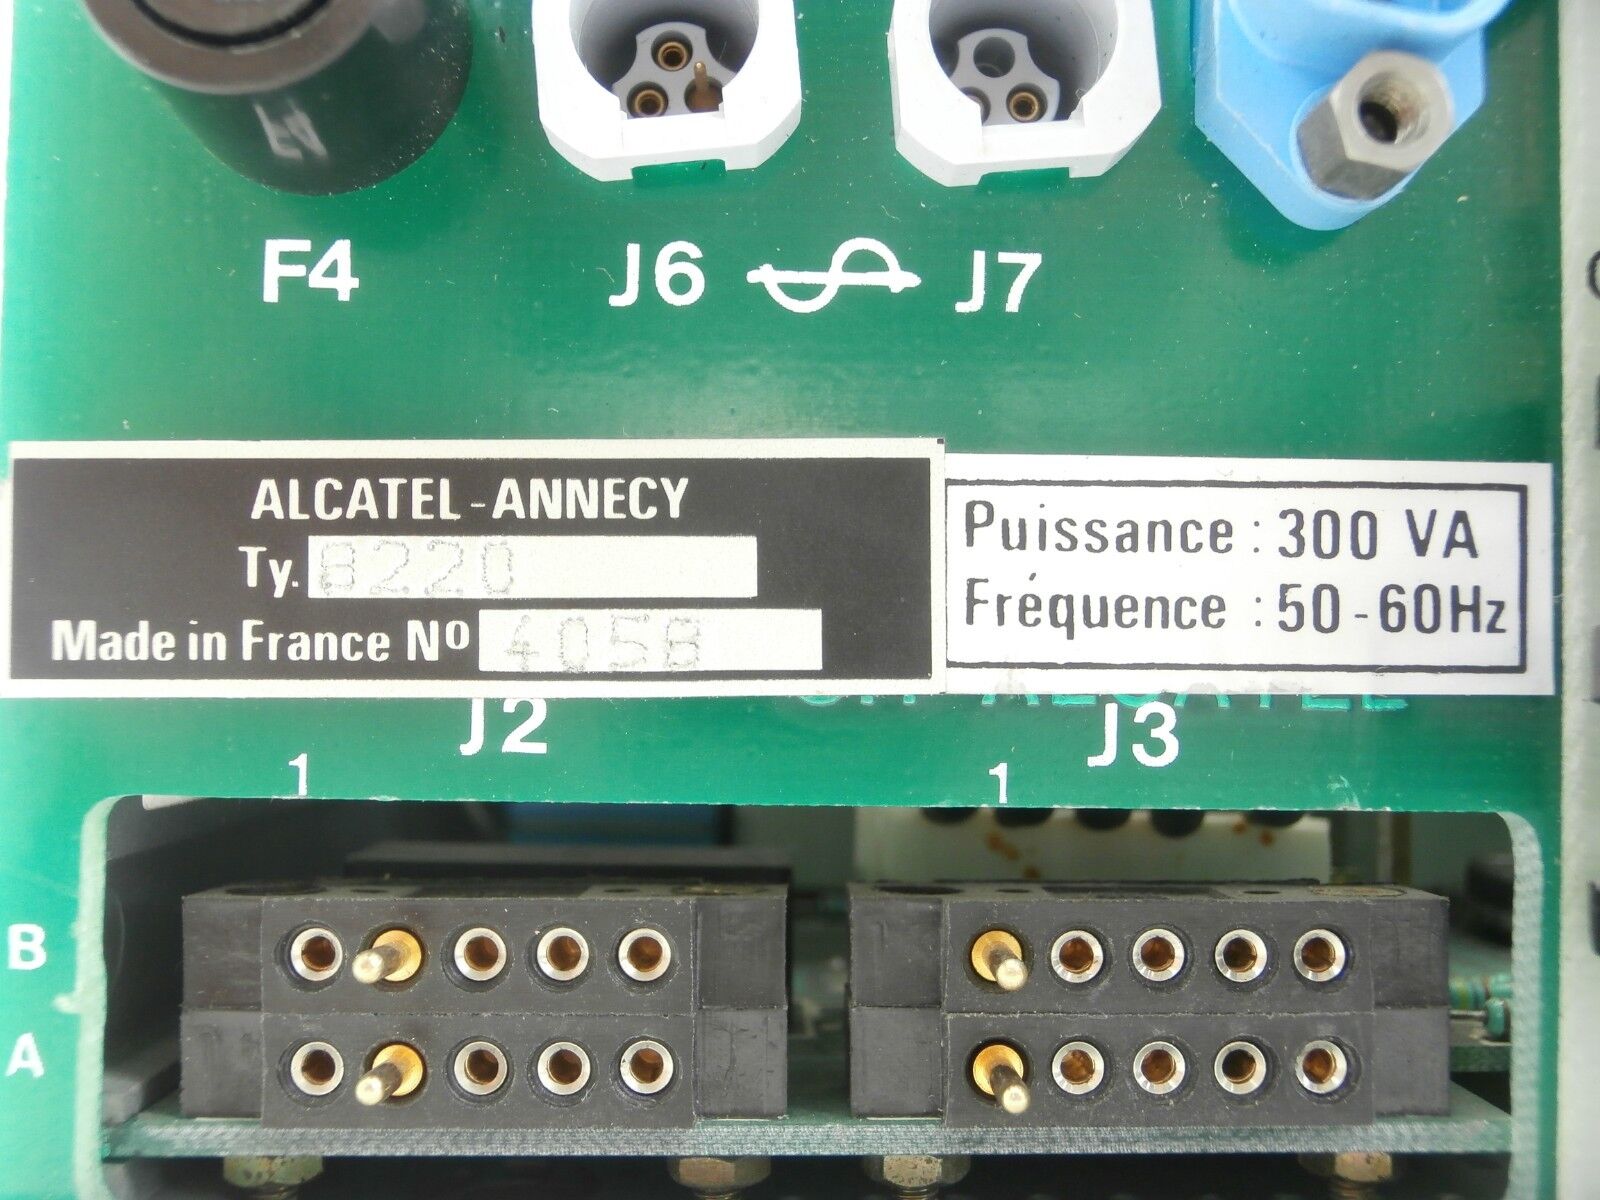 F4
J6 J7
ALCATEL-ANNECY
Ty. 8220
Made in France Nº 4058
Puissance : 300 VA
Fréquence : 50-60Hz
ALCATEL
J2
J3
1
1
B
A